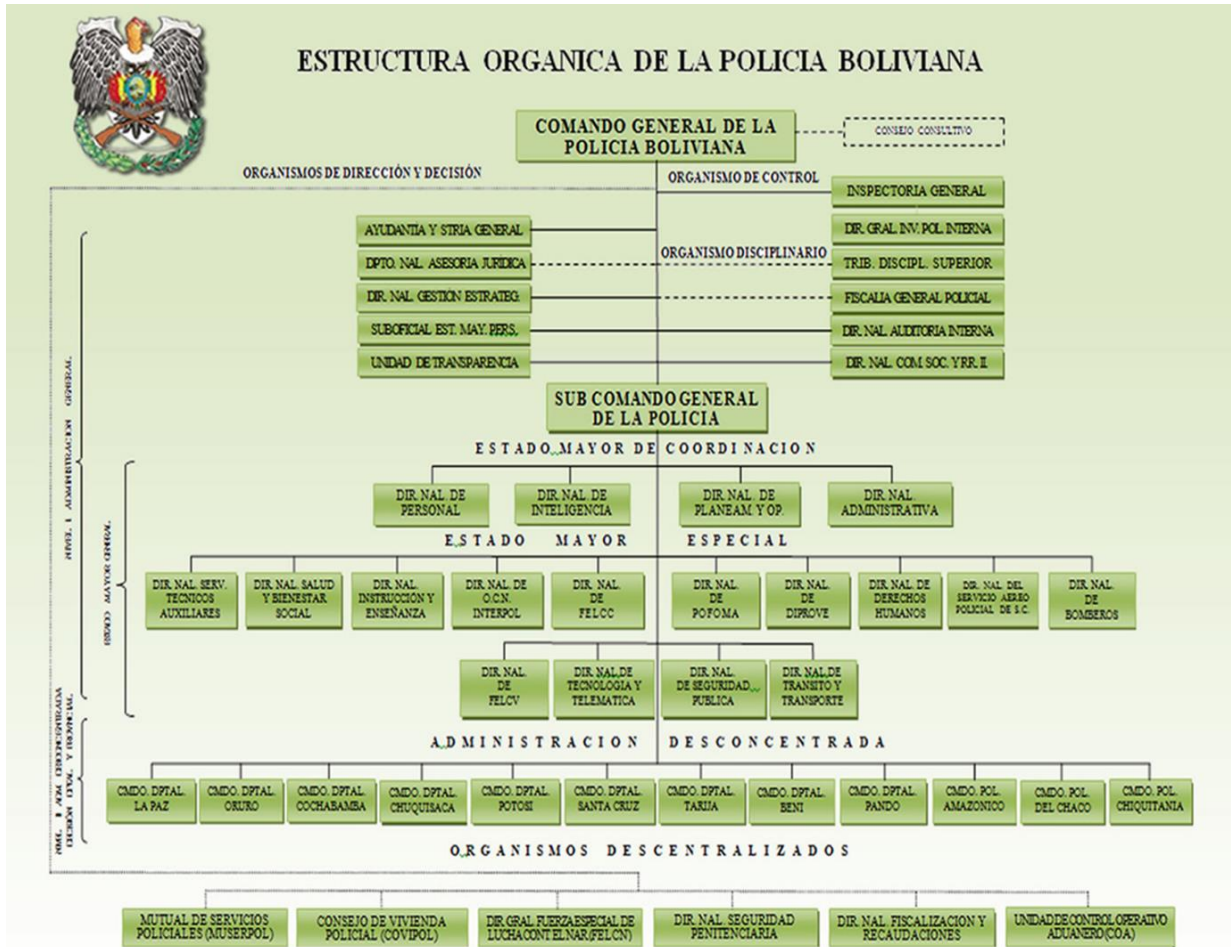 ESTRUCTURA ORGANICA DE LA POLICIA BOLIVIANA
COMANDO GENERAL DE LA
POLICIA BOLIVIANA
CONSEJO CONSULTIVO
ORGANISMOS DE DIRECCIÓN Y DECISIÓN
ORGANISMO DE CONTROL
INSPECTORIA GENERAL
AYUDANTÍA Y STRIA GENERAL
DIR. GRAL. INV. POL. INTERNA
DPTO. NAL. ASESORIA JURÍDICA
ORGANISMO DISCIPLINARIO
TRIB. DISCIPL. SUPERIOR
DIR. NAL. GESTIÓN ESTRATEG.
FISCALIA GENERAL POLICIAL
SUBOFICIAL EST. MAY. PERS.
DIR. NAL. AUDITORIA INTERNA
UNIDAD DE TRANSPARENCIA
DIR. NAL. COM. SOC. Y RR. II.
SUB COMANDO GENERAL
DE LA POLICIA
ESTADO MAYOR DE COORDINACION
DIR. NAL. DE
PERSONAL
DIR. NAL. DE
INTELIGENCIA
DIR. NAL. DE
PLANEAM. Y OP.
DIR. NAL.
ADMINISTRATIVA
ESTADO MAYOR ESPECIAL
DIR. NAL. SERV.
TECNICOS
AUXILIARES
DIR. NAL. SALUD
Y BIENESTAR
SOCIAL
DIR. NAL.
INSTRUCCIÓN Y
ENSEÑANZA
DIR. NAL. DE
O.C.N.
INTERPOL
DIR. NAL.
DE
FELCC
DIR. NAL.
DE
POFOMA
DIR. NAL.
DE
DIPROVE
DIR. NAL. DE
DERECHOS
HUMANOS
DIR. NAL. DEL
SERVICIO AEREO
POLICIAL DE S.C.
DIR. NAL.
DE
BOMBEROS
DIR. NAL.
DE
FELCV
DIR. NAL. DE
TECNOLOGIA Y
TELEMATICA
DIR. NAL.
DE SEGURIDAD
PUBLICA
DIR. NAL. DE
TRANSITO Y
TRANSPORTE
ADMINISTRACION DESCONCENTRADA
CMDO. DPTAL.
LA PAZ
CMDO. DPTAL.
ORURO
CMDO. DPTAL.
COCHABAMBA
CMDO. DPTAL.
CHUQUISACA
CMDO. DPTAL.
POTOSI
CMDO. DPTAL.
SANTA CRUZ
CMDO. DPTAL.
TARIJA
CMDO. DPTAL.
BENI
CMDO. DPTAL.
PANDO
CMDO. POL.
AMAZONICO
CMDO. POL.
DEL CHACO
CMDO. POL.
CHIQUITANIA
ORGANISMOS DESCENTRALIZADOS
MUTUAL DE SERVICIOS
POLICIALES (MUSERPOL)
CONSEJO DE VIVIENDA
POLICIAL (COVIPOL)
DIR. GRAL. FUERZA ESPECIAL DE
LUCHA CONT. EL NAR. (FELCN)
DIR. NAL. SEGURIDAD
PENITENCIARIA
DIR. NAL. FISCALIZACION Y
RECAUDACIONES
UNIDAD DE CONTROL OPERATIVO
ADUANERO (C.O.A.)
ADMINISTRACION GENERAL
MAYOR GENERAL